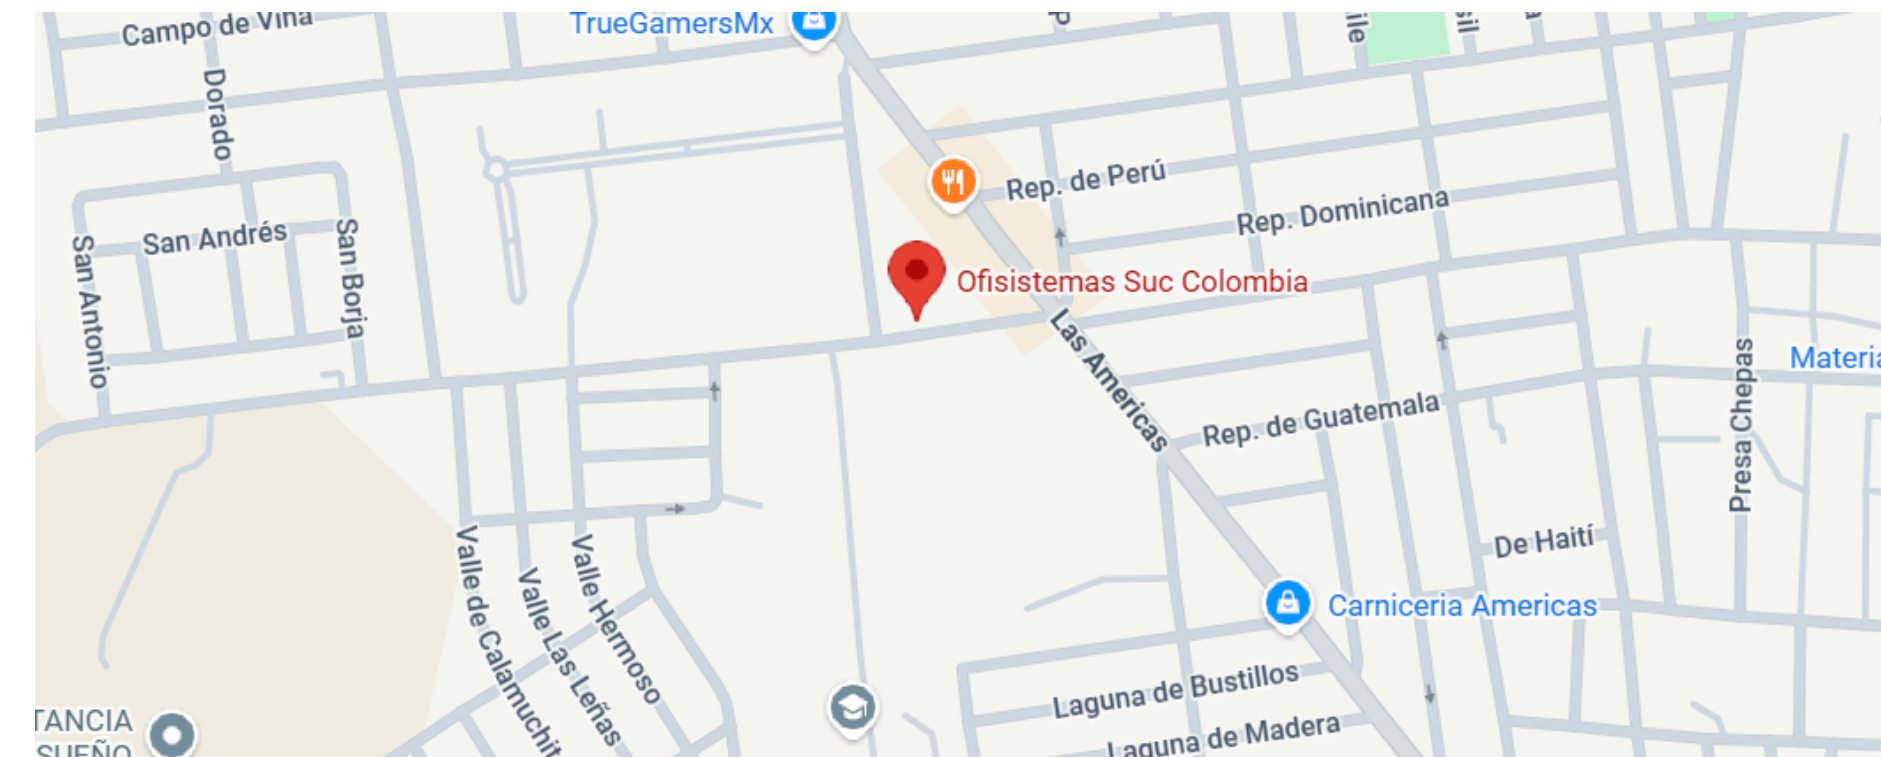 Campo de Viña
TrueGamersMx
Dorado
Rep. de Perú
Rep. Dominicana
San Andrés
San Antonio
San Borja
Ofisistemas Suc Colombia
Las Americas
Rep. de Guatemala
Presa Chepas
De Haití
Valle de Calamuchit
Valle Las Leñas
Valle Hermoso
Carniceria Americas
Laguna de Bustillos
Laguna de Madera
TANCIA
SUEÑO